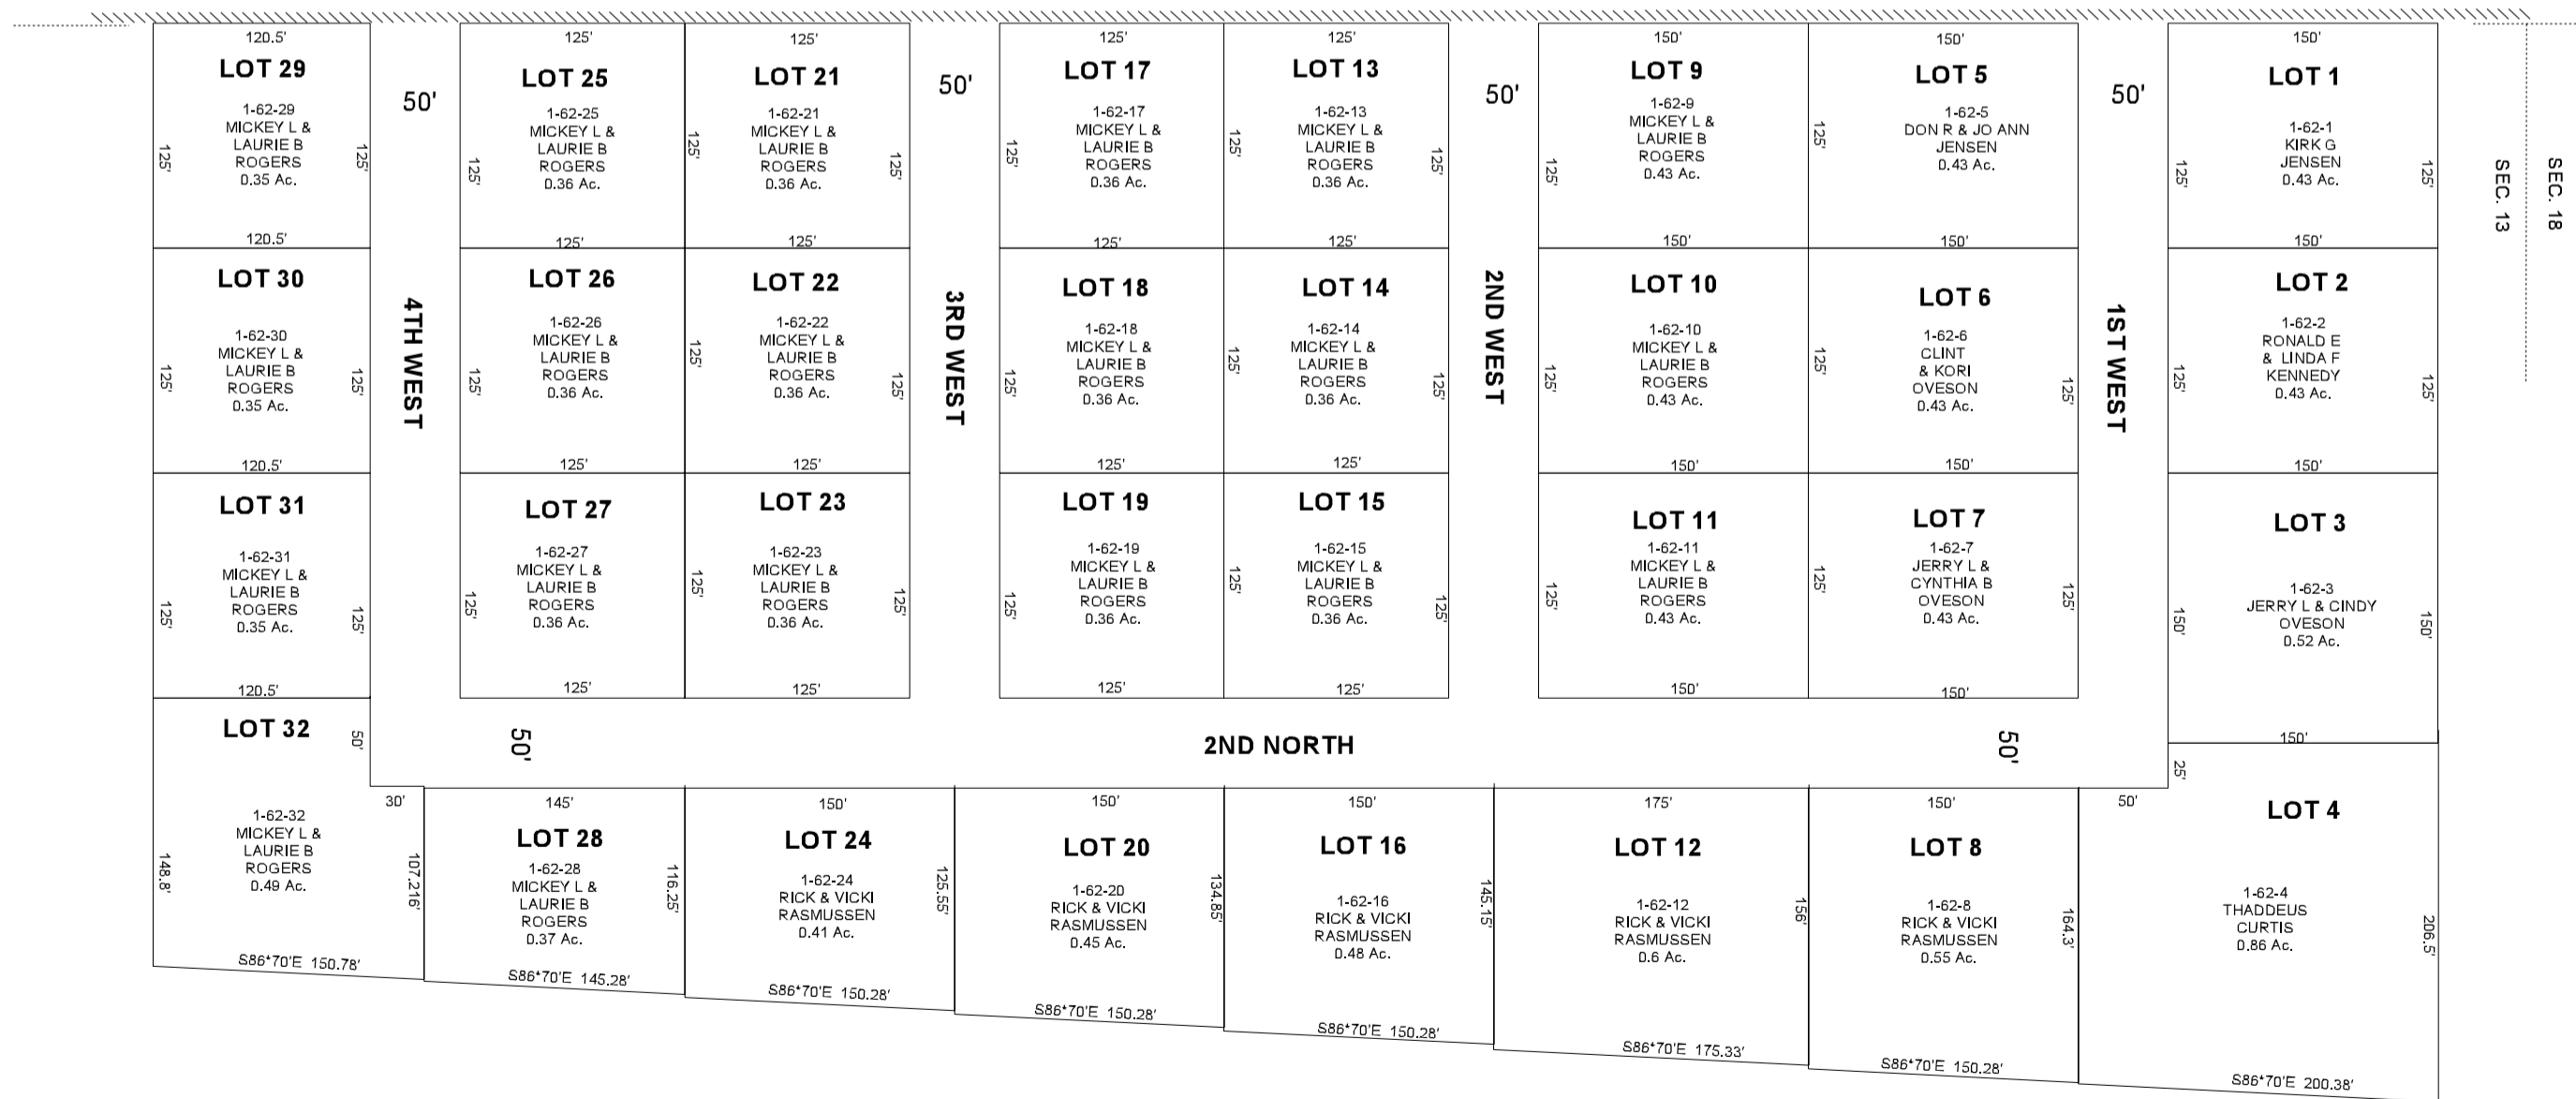 120.5'
LOT 29
1-62-29
MICKEY L &
LAURIE B
ROGERS
0.35 Ac.
125'
125'
120.5'
50'
125'
LOT 25
1-62-25
MICKEY L &
LAURIE B
ROGERS
0.36 Ac.
125'
125'
125'
LOT 21
1-62-21
MICKEY L &
LAURIE B
ROGERS
0.36 Ac.
125'
125'
125'
50'
125'
LOT 17
1-62-17
MICKEY L &
LAURIE B
ROGERS
0.36 Ac.
125'
125'
125'
LOT 13
1-62-13
MICKEY L &
LAURIE B
ROGERS
0.36 Ac.
125'
125'
125'
50'
150'
LOT 9
1-62-9
MICKEY L &
LAURIE B
ROGERS
0.43 Ac.
125'
150'
150'
LOT 5
1-62-5
DON R & JO ANN
JENSEN
0.43 Ac.
125'
150'
50'
150'
LOT 1
1-62-1
KIRK G
JENSEN
0.43 Ac.
125'
125'
150'
SEC. 13
SEC. 18
LOT 30
1-62-30
MICKEY L &
LAURIE B
ROGERS
0.35 Ac.
125'
125'
120.5'
4TH WEST
LOT 26
1-62-26
MICKEY L &
LAURIE B
ROGERS
0.36 Ac.
125'
125'
LOT 22
1-62-22
MICKEY L &
LAURIE B
ROGERS
0.36 Ac.
125'
125'
125'
3RD WEST
LOT 18
1-62-18
MICKEY L &
LAURIE B
ROGERS
0.36 Ac.
125'
125'
LOT 14
1-62-14
MICKEY L &
LAURIE B
ROGERS
0.36 Ac.
125'
125'
125'
2ND WEST
LOT 10
1-62-10
MICKEY L &
LAURIE B
ROGERS
0.43 Ac.
125'
150'
LOT 6
1-62-6
CLINT
& KORI
OVESON
0.43 Ac.
125'
125'
150'
1ST WEST
LOT 2
1-62-2
RONALD E
& LINDA F
KENNEDY
0.43 Ac.
125'
125'
150'
LOT 31
1-62-31
MICKEY L &
LAURIE B
ROGERS
0.35 Ac.
125'
125'
120.5'
LOT 27
1-62-27
MICKEY L &
LAURIE B
ROGERS
0.36 Ac.
125'
125'
LOT 23
1-62-23
MICKEY L &
LAURIE B
ROGERS
0.36 Ac.
125'
125'
125'
LOT 19
1-62-19
MICKEY L &
LAURIE B
ROGERS
0.36 Ac.
125'
125'
LOT 15
1-62-15
MICKEY L &
LAURIE B
ROGERS
0.36 Ac.
125'
125'
125'
LOT 11
1-62-11
MICKEY L &
LAURIE B
ROGERS
0.43 Ac.
125'
150'
LOT 7
1-62-7
JERRY L &
CYNTHIA B
OVESON
0.43 Ac.
125'
125'
150'
LOT 3
1-62-3
JERRY L & CINDY
OVESON
0.52 Ac.
150'
150'
150'
50'
2ND NORTH
50'
LOT 32
50'
30'
1-62-32
MICKEY L &
LAURIE B
ROGERS
0.49 Ac.
148.8'
107.216'
S86*70'E 150.78'
145'
LOT 28
1-62-28
MICKEY L &
LAURIE B
ROGERS
0.37 Ac.
116.25'
S86*70'E 145.28'
150'
LOT 24
1-62-24
RICK & VICKI
RASMUSSEN
0.41 Ac.
125.55'
S86*70'E 150.28'
150'
LOT 20
1-62-20
RICK & VICKI
RASMUSSEN
0.45 Ac.
134.85'
S86*70'E 150.28'
150'
LOT 16
1-62-16
RICK & VICKI
RASMUSSEN
0.48 Ac.
145.15'
S86*70'E 150.28'
175'
LOT 12
1-62-12
RICK & VICKI
RASMUSSEN
0.6 Ac.
156'
S86*70'E 175.33'
150'
LOT 8
1-62-8
RICK & VICKI
RASMUSSEN
0.55 Ac.
164.3'
S86*70'E 150.28'
25'
50'
LOT 4
1-62-4
THADDEUS
CURTIS
0.86 Ac.
206.5'
S86*70'E 200.38'